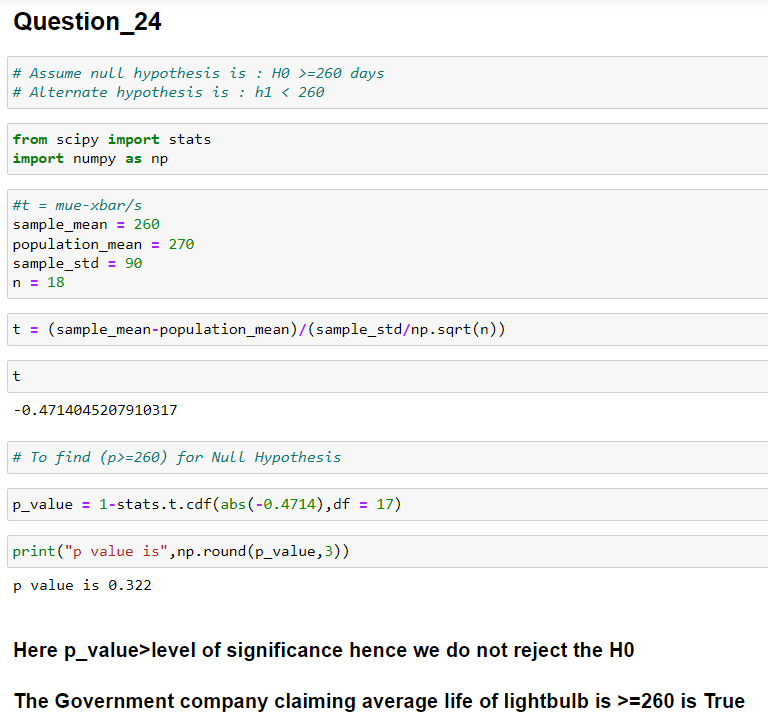 Question_24
# Assume null hypothesis is : H0 >=260 days
# Alternate hypothesis is : h1 < 260
from scipy import stats
import numpy as np
#t = mue-xbar/s
sample_mean = 260
population_mean = 270
sample_std = 90
n = 18
t = (sample_mean-population_mean)/(sample_std/np.sqrt(n))
t
-0.4714045207910317
# To find (p>=260) for Null Hypothesis
p_value = 1-stats.t.cdf(abs(-0.4714),df = 17)
print("p value is",np.round(p_value,3))
p value is 0.322
Here p_value>level of significance hence we do not reject the H0
The Government company claiming average life of lightbulb is >=260 is True